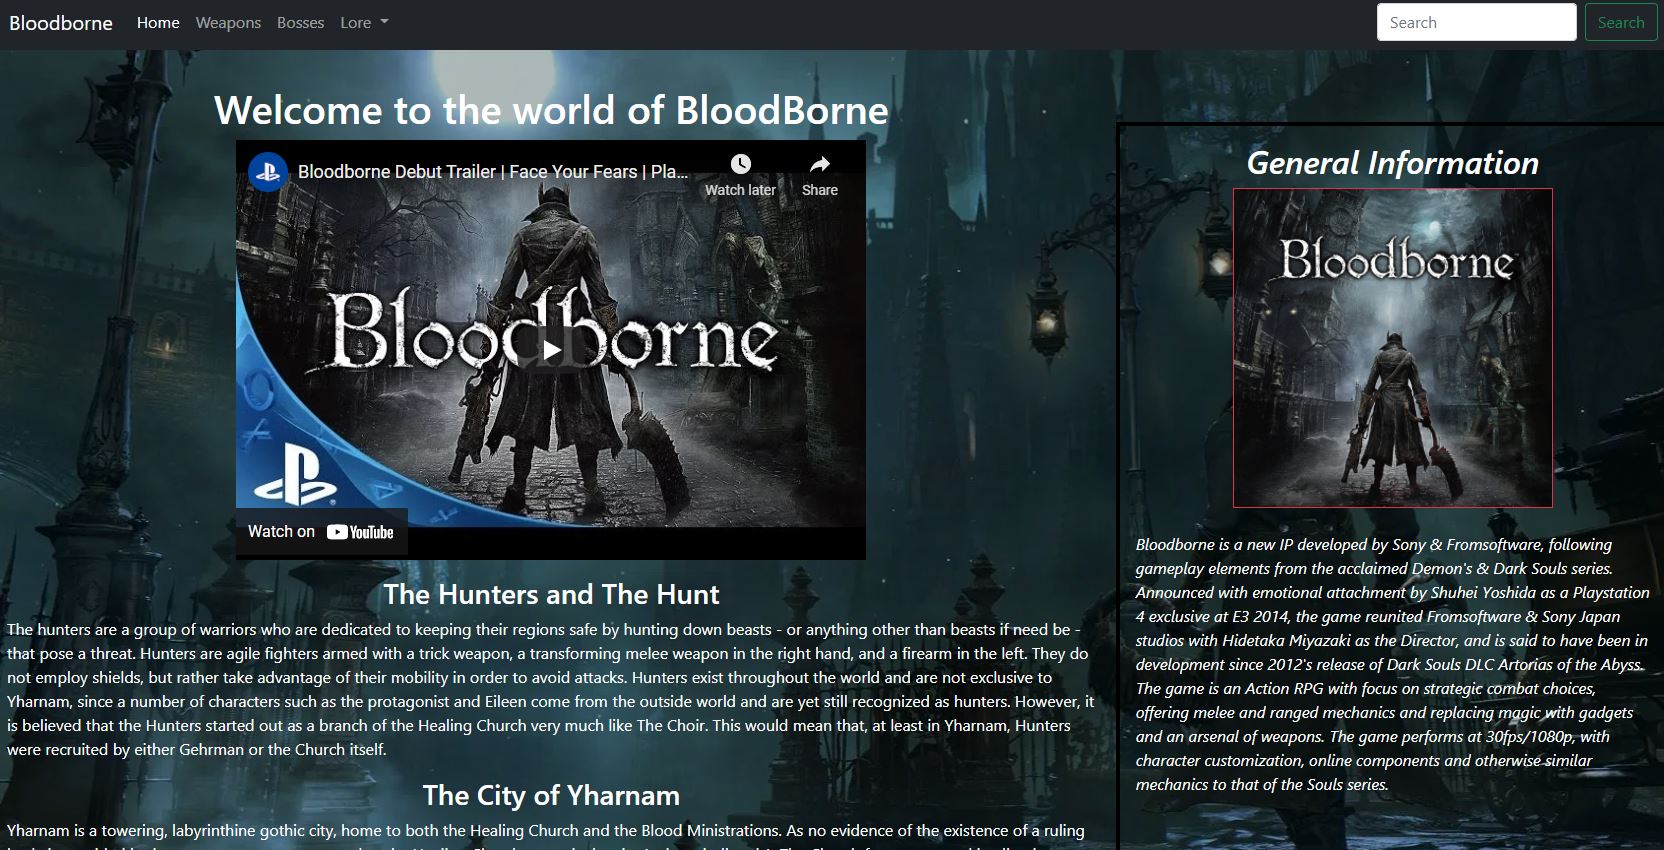 Bloodborne Home Weapons Bosses Lore Search Search
Welcome to the world of BloodBorne
Bloodborne Debut Trailer | Face Your Fears | Pla...
Watch later Share
Bloodborne
Watch on YouTube
The Hunters and The Hunt
The hunters are a group of warriors who are dedicated to keeping their regions safe by hunting down beasts - or anything other than beasts if need be -
that pose a threat. Hunters are agile fighters armed with a trick weapon, a transforming melee weapon in the right hand, and a firearm in the left. They do
not employ shields, but rather take advantage of their mobility in order to avoid attacks. Hunters exist throughout the world and are not exclusive to
Yharnam, since a number of characters such as the protagonist and Eileen come from the outside world and are yet still recognized as hunters. However, it
is believed that the Hunters started out as a branch of the Healing Church very much like The Choir. This would mean that, at least in Yharnam, Hunters
were recruited by either Gehrman or the Church itself.
The City of Yharnam
Yharnam is a towering, labyrinthine gothic city, home to both the Healing Church and the Blood Ministrations. As no evidence of the existence of a ruling
General Information
Bloodborne
Bloodborne is a new IP developed by Sony & Fromsoftware, following
gameplay elements from the acclaimed Demon's & Dark Souls series.
Announced with emotional attachment by Shuhei Yoshida as a Playstation
4 exclusive at E3 2014, the game reunited Fromsoftware & Sony Japan
studios with Hidetaka Miyazaki as the Director, and is said to have been in
development since 2012's release of Dark Souls DLC Artorias of the Abyss.
The game is an Action RPG with focus on strategic combat choices,
offering melee and ranged mechanics and replacing magic with gadgets
and an arsenal of weapons. The game performs at 30fps/1080p, with
character customization, online components and otherwise similar
mechanics to that of the Souls series.